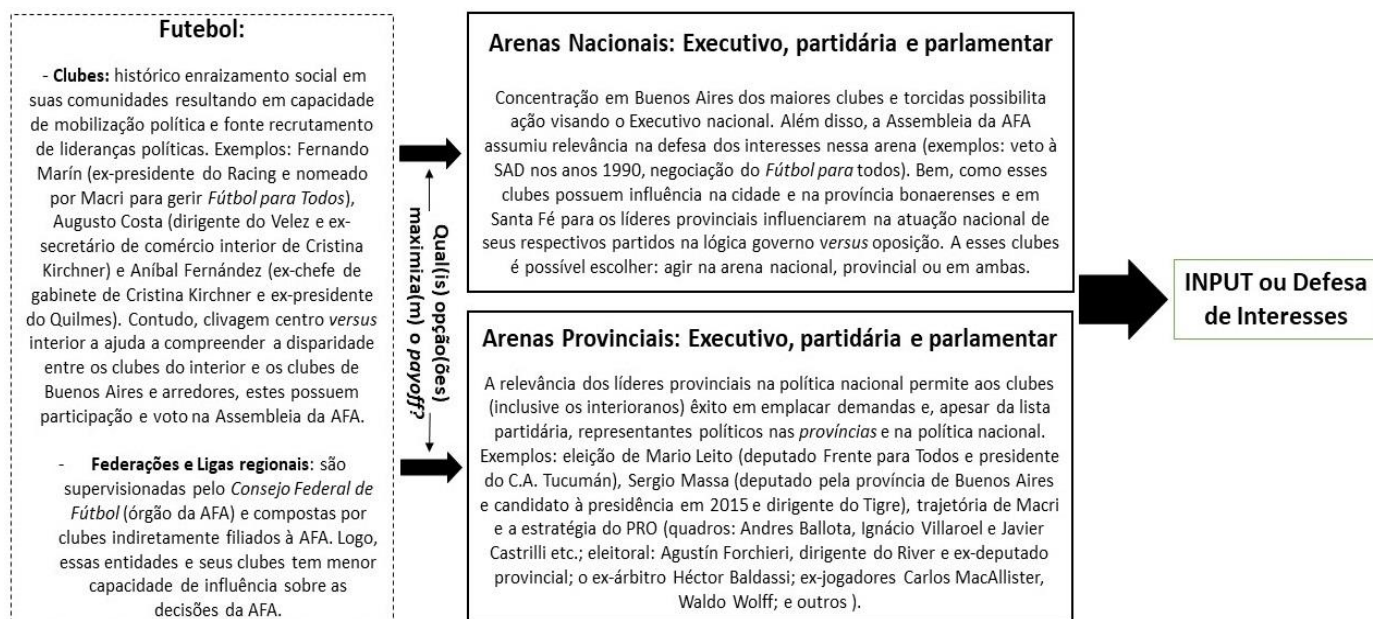 Futebol:
- Clubes: histórico enraizamento social em
suas comunidades resultando em capacidade
de mobilização política e fonte recrutamento
de lideranças políticas. Exemplos: Fernando
Marín (ex-presidente do Racing e nomeado
por Macri para gerir Fútbol para Todos),
Augusto Costa (dirigente do Velez e ex-
secretário de comércio interior de Cristina
Kirchner) e Aníbal Fernández (ex-chefe de
gabinete de Cristina Kirchner e ex-presidente
do Quilmes). Contudo, clivagem centro versus
interior a ajuda a compreender a disparidade
entre os clubes do interior e os clubes de
Buenos Aires e arredores, estes possuem
participação e voto na Assembleia da AFA.
- Federações e Ligas regionais: são
supervisionadas pelo Consejo Federal de
Fútbol (órgão da AFA) e compostas por
clubes indiretamente filiados à AFA. Logo,
essas entidades e seus clubes tem menor
capacidade de influência sobre as
decisões da AFA.
Qual(is) opção(ões)
maximiza(m) o payoff?
Arenas Nacionais: Executivo, partidária e parlamentar
Concentração em Buenos Aires dos maiores clubes e torcidas possibilita
ação visando o Executivo nacional. Além disso, a Assembleia da AFA
assumiu relevância na defesa dos interesses nessa arena (exemplos: veto à
SAD nos anos 1990, negociação do Fútbol para todos). Bem, como esses
clubes possuem influência na cidade e na província bonaerenses e em
Santa Fé para os líderes provinciais influenciarem na atuação nacional de
seus respectivos partidos na lógica governo versus oposição. A esses clubes
é possível escolher: agir na arena nacional, provincial ou em ambas.
Arenas Provinciais: Executivo, partidária e parlamentar
A relevância dos líderes provinciais na política nacional permite aos clubes
(inclusive os interioranos) êxito em emplacar demandas e, apesar da lista
partidária, representantes políticos nas províncias e na política nacional.
Exemplos: eleição de Mario Leito (deputado Frente para Todos e presidente
do C.A. Tucumán), Sergio Massa (deputado pela província de Buenos Aires
e candidato à presidência em 2015 e dirigente do Tigre), trajetória de Macri
e a estratégia do PRO (quadros: Andres Ballota, Ignácio Villaroel e Javier
Castrilli etc.; eleitoral: Agustín Forchieri, dirigente do River e ex-deputado
provincial; o ex-árbitro Héctor Baldassi; ex-jogadores Carlos MacAllister,
Waldo Wolff; e outros ).
INPUT ou Defesa
de Interesses